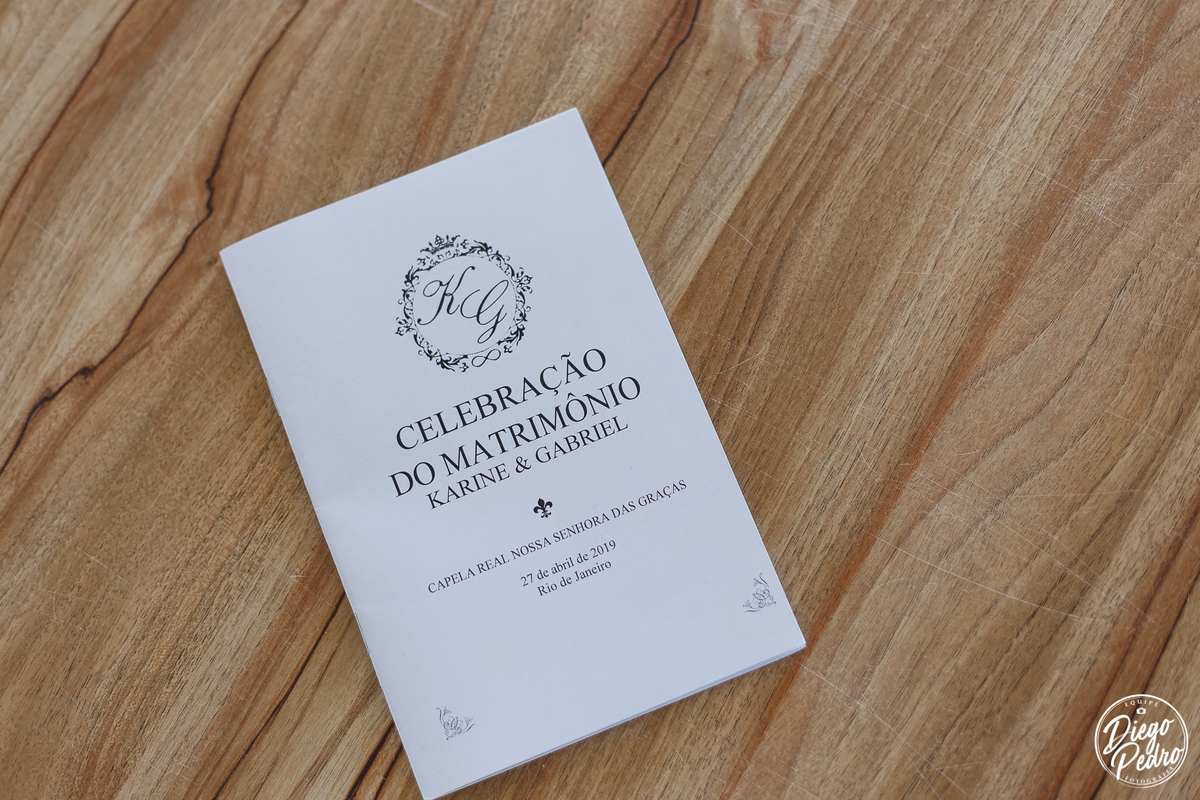 K G
CELEBRAÇÃO
DO MATRIMÔNIO
KARINE & GABRIEL
CAPELA REAL NOSSA SENHORA DAS GRAÇAS
27 de abril de 2019
Rio de Janeiro
EQUIPE
Diego
Pedro
FOTOGRAFIA